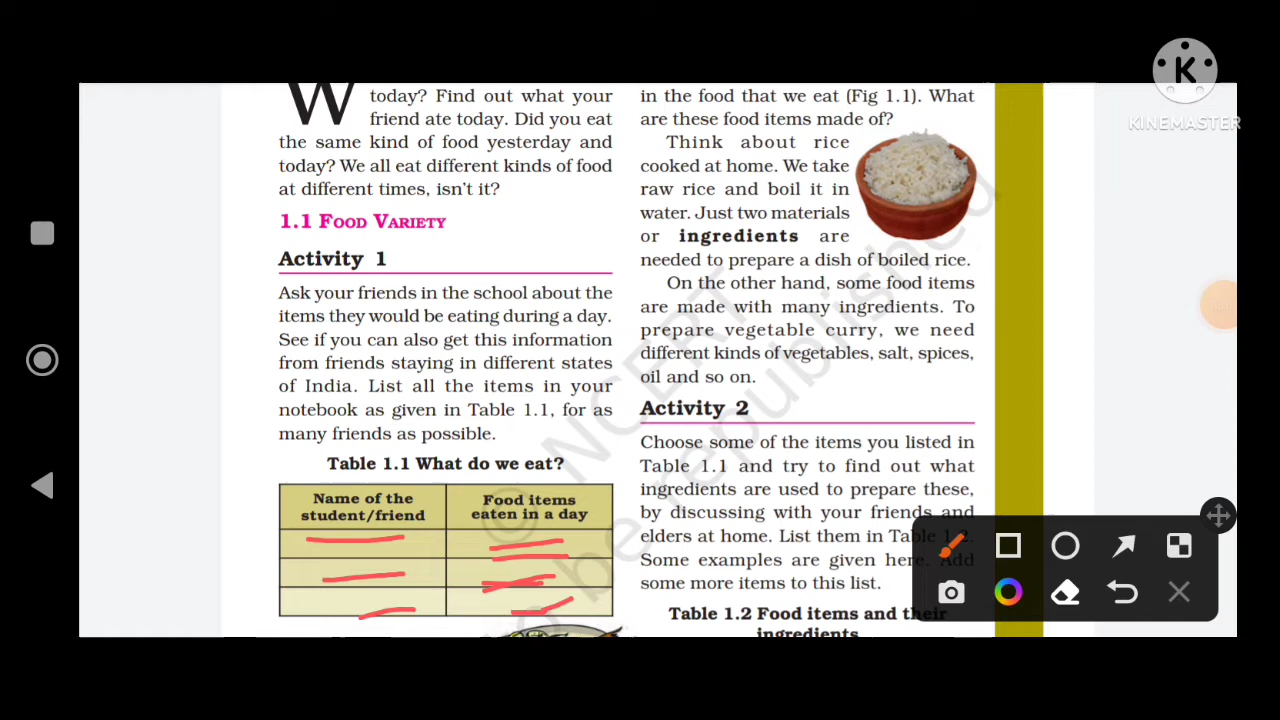 W
today? Find out what your
friend ate today. Did you eat
the same kind of food yesterday and
today? We all eat different kinds of food
at different times, isn't it?
1.1 FOOD VARIETY
Activity 1
Ask your friends in the school about the
items they would be eating during a day.
See if you can also get this information
from friends staying in different states
of India. List all the items in your
notebook as given in Table 1.1, for as
many friends as possible.
Table 1.1 What do we eat?
Name of the
student/friend
Food items
eaten in a day
in the food that we eat (Fig 1.1). What
are these food items made of?
Think about rice
cooked at home. We take
raw rice and boil it in
water. Just two materials
or ingredients are
needed to prepare a dish of boiled rice.
On the other hand, some food items
are made with many ingredients. To
prepare vegetable curry, we need
different kinds of vegetables, salt, spices,
oil and so on.
Activity 2
Choose some of the items you listed in
Table 1.1 and try to find out what
ingredients are used to prepare these,
by discussing with your friends and
elders at home. List them in Table 1.2.
Some examples are given here. Add
some more items to this list.
Table 1.2 Food items and their
ingredients
© NCERT
to be republished
K
KINEMASTER